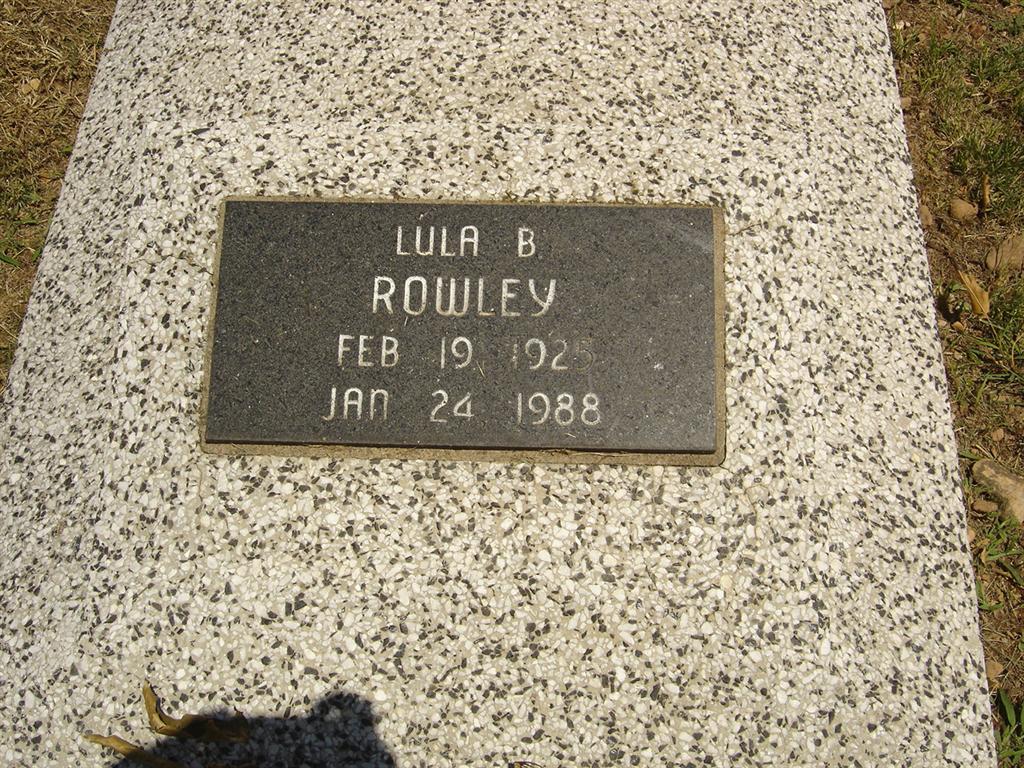 LULA B
ROWLEY
FEB 19 1925
JAN 24 1988